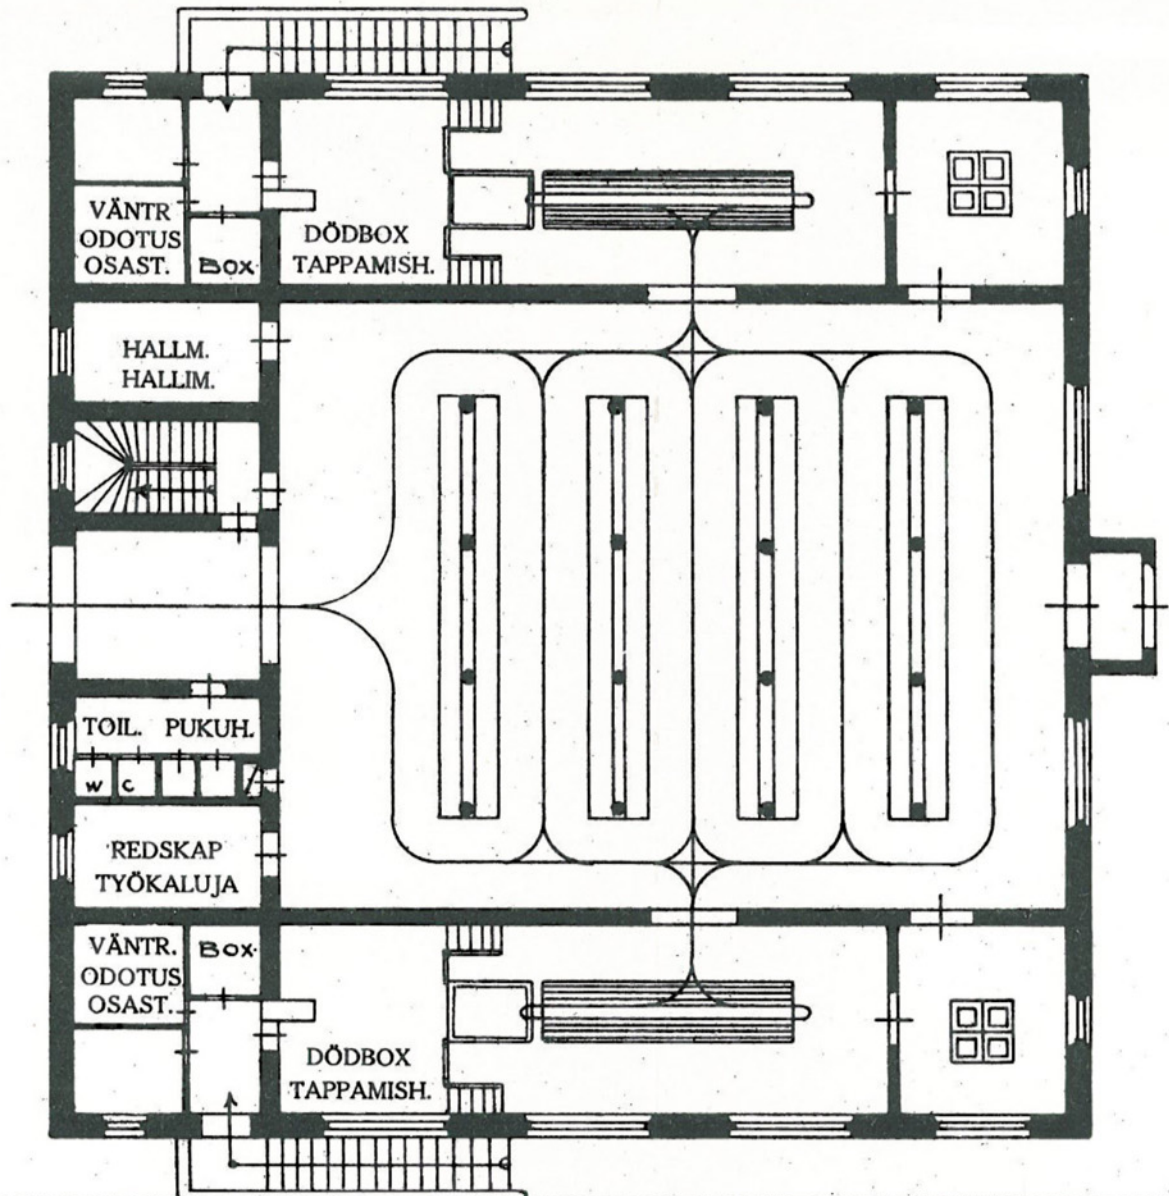 VÄNTR
ODOTUS
OSAST.
BOX
DÖDBOX
TAPPAMISH.
HALLM.
HALLIM.
TOIL. PUKUH.
W C
REDSKAP
TYÖKALUJA
VÄNTR.
ODOTUS
OSAST.
BOX
DÖDBOX
TAPPAMISH.